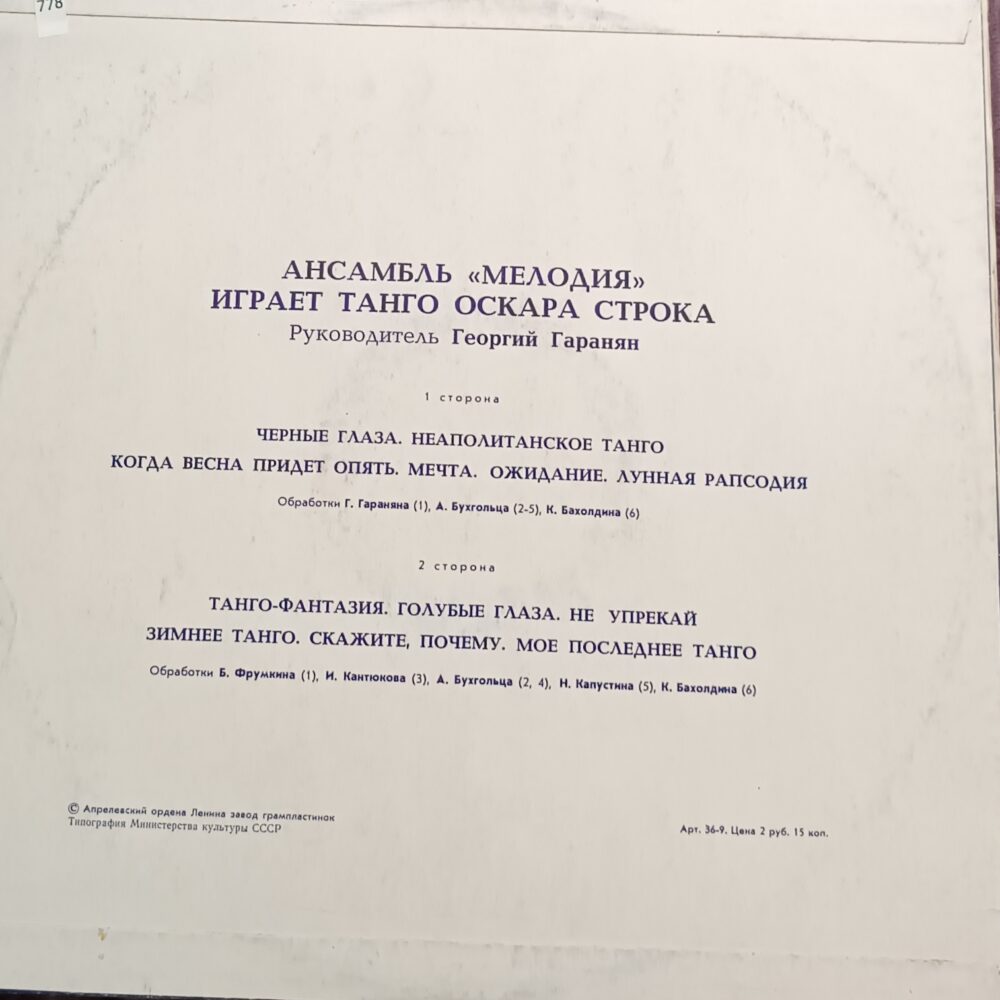 778
АНСАМБЛЬ «МЕЛОДИЯ»
ИГРАЕТ ТАНГО ОСКАРА СТРОКА
Руководитель Георгий Гаранян
1 сторона
ЧЕРНЫЕ ГЛАЗА. НЕАПОЛИТАНСКОЕ ТАНГО
КОГДА ВЕСНА ПРИДЕТ ОПЯТЬ. МЕЧТА. ОЖИДАНИЕ. ЛУННАЯ РАПСОДИЯ
Обработки Г. Гараняна (1), А. Бухгольца (2-5), К. Бахолдина (6)
2 сторона
ТАНГО-ФАНТАЗИЯ. ГОЛУБЫЕ ГЛАЗА. НЕ УПРЕКАЙ
ЗИМНЕЕ ТАНГО. СКАЖИТЕ, ПОЧЕМУ. МОЕ ПОСЛЕДНЕЕ ТАНГО
Обработки Б. Фрумкина (1), И. Кантюкова (3), А. Бухгольца (2, 4), Н. Капустина (5), К. Бахолдина (6)
© Апрелевский ордена Ленина завод грампластинок
Типография Министерства культуры СССР
Арт. 36-9. Цена 2 руб. 15 коп.